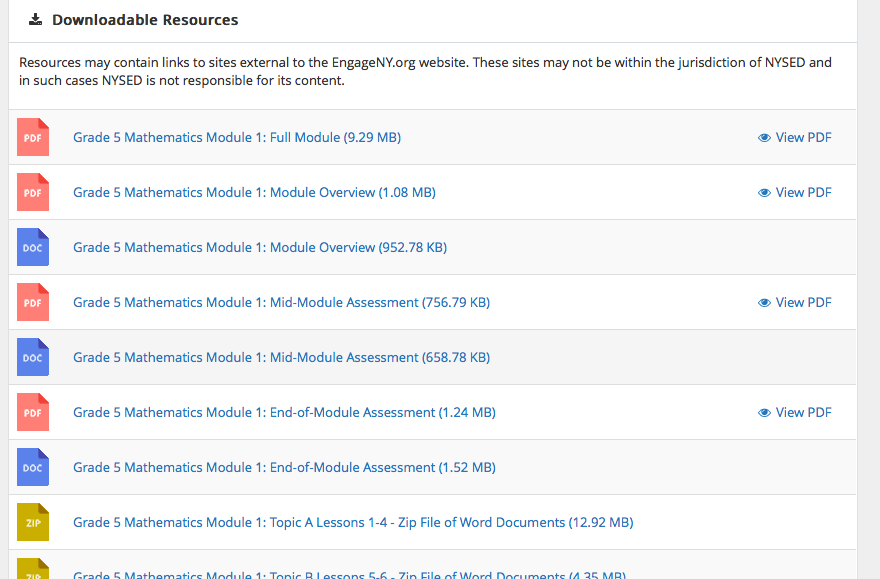 Downloadable Resources
Resources may contain links to sites external to the EngageNY.org website. These sites may not be within the jurisdiction of NYSED and
in such cases NYSED is not responsible for its content.
PDF Grade 5 Mathematics Module 1: Full Module (9.29 MB) View PDF
PDF Grade 5 Mathematics Module 1: Module Overview (1.08 MB) View PDF
DOC Grade 5 Mathematics Module 1: Module Overview (952.78 KB)
PDF Grade 5 Mathematics Module 1: Mid-Module Assessment (756.79 KB) View PDF
DOC Grade 5 Mathematics Module 1: Mid-Module Assessment (658.78 KB)
PDF Grade 5 Mathematics Module 1: End-of-Module Assessment (1.24 MB) View PDF
DOC Grade 5 Mathematics Module 1: End-of-Module Assessment (1.52 MB)
ZIP Grade 5 Mathematics Module 1: Topic A Lessons 1-4 - Zip File of Word Documents (12.92 MB)
ZIP Grade 5 Mathematics Module 1: Topic B Lessons 5-6 - Zip File of Word Documents (4.35 MB)